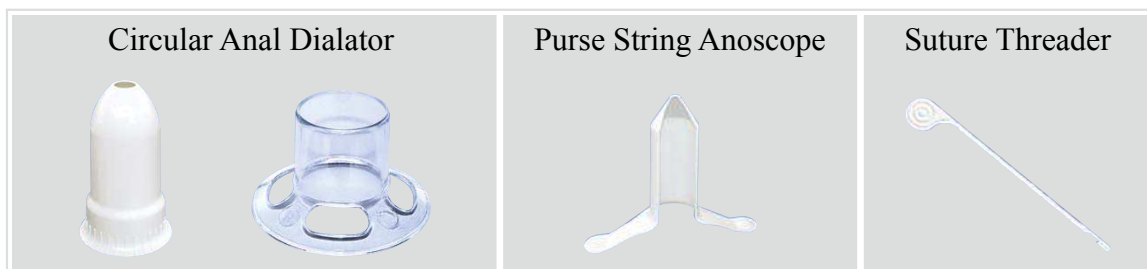 Circular Anal Dialator
Purse String Anoscope
Suture Threader